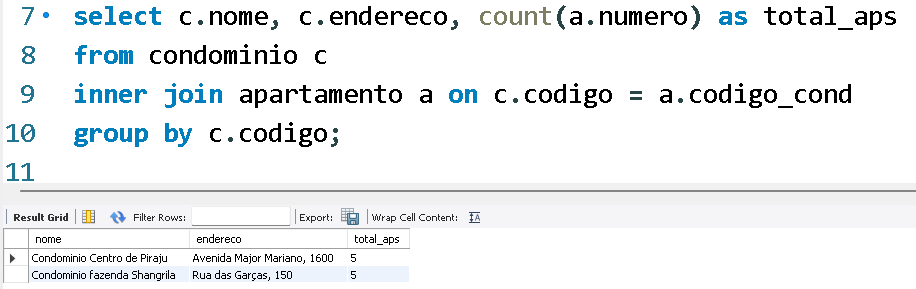 7 select c.nome, c.endereco, count(a.numero) as total_aps
8 from condominio c
9 inner join apartamento a on c.codigo = a.codigo_cond
10 group by c.codigo;
11
Result Grid Filter Rows: Export: Wrap Cell Content:
nome endereco total_aps
Condominio Centro de Piraju Avenida Major Mariano, 1600 5
Condominio fazenda Shangrila Rua das Garças, 150 5